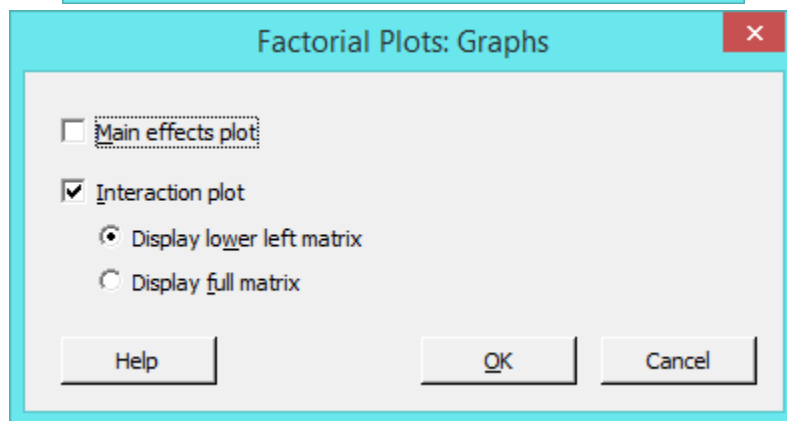 Factorial Plots: Graphs
Main effects plot
Interaction plot
Display lower left matrix
Display full matrix
Help OK Cancel